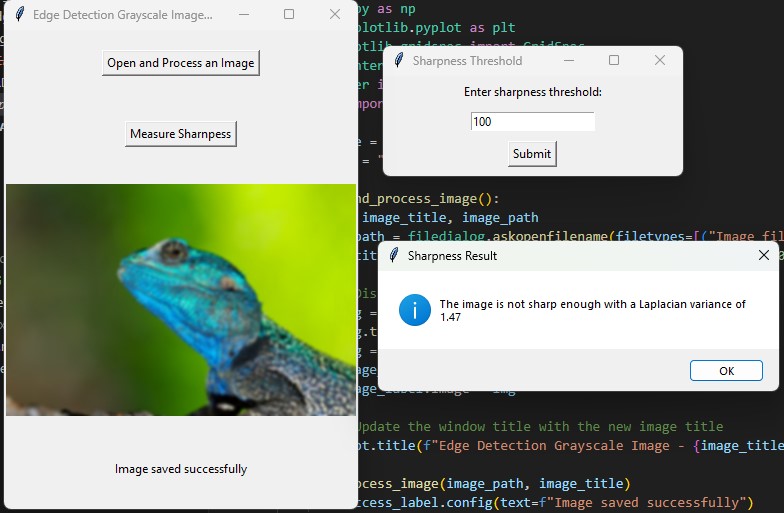 Edge Detection Grayscale Image...
Open and Process an Image
Measure Sharnpess
Image saved successfully
Sharpness Threshold
Enter sharpness threshold:
100
Submit
Sharpness Result
The image is not sharp enough with a Laplacian variance of
1.47
OK
as np
plotlib.pyplot as plt
import GridSpec
= "
nd_process_image():
image_title, image_path
path = filedialog.askopenfilename(filetypes=[("Image fil
Update the window title with the new image title
ot.title(f"Edge Detection Grayscale Image - {image_title
ocess_image(image_path, image_title)
ccess_label.config(text=f"Image saved successfully")